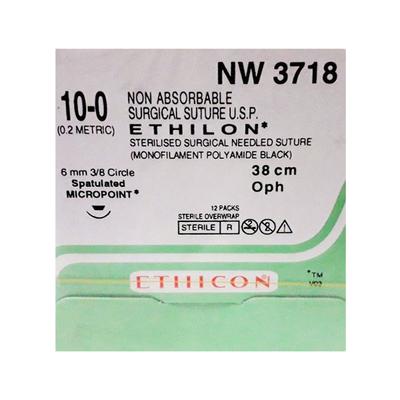 NW 3718
10-0
(0.2 METRIC)
NON ABSORBABLE
SURGICAL SUTURE U.S.P.
ETHILON*
STERILISED SURGICAL NEEDLED SUTURE
(MONOFILAMENT POLYAMIDE BLACK)
6 mm 3/8 Circle
Spatulated
MICROPOINT*
38 cm
Oph
12 PACKS
STERILE OVERWRAP
STERILE R
ETHICON
*TM
V03